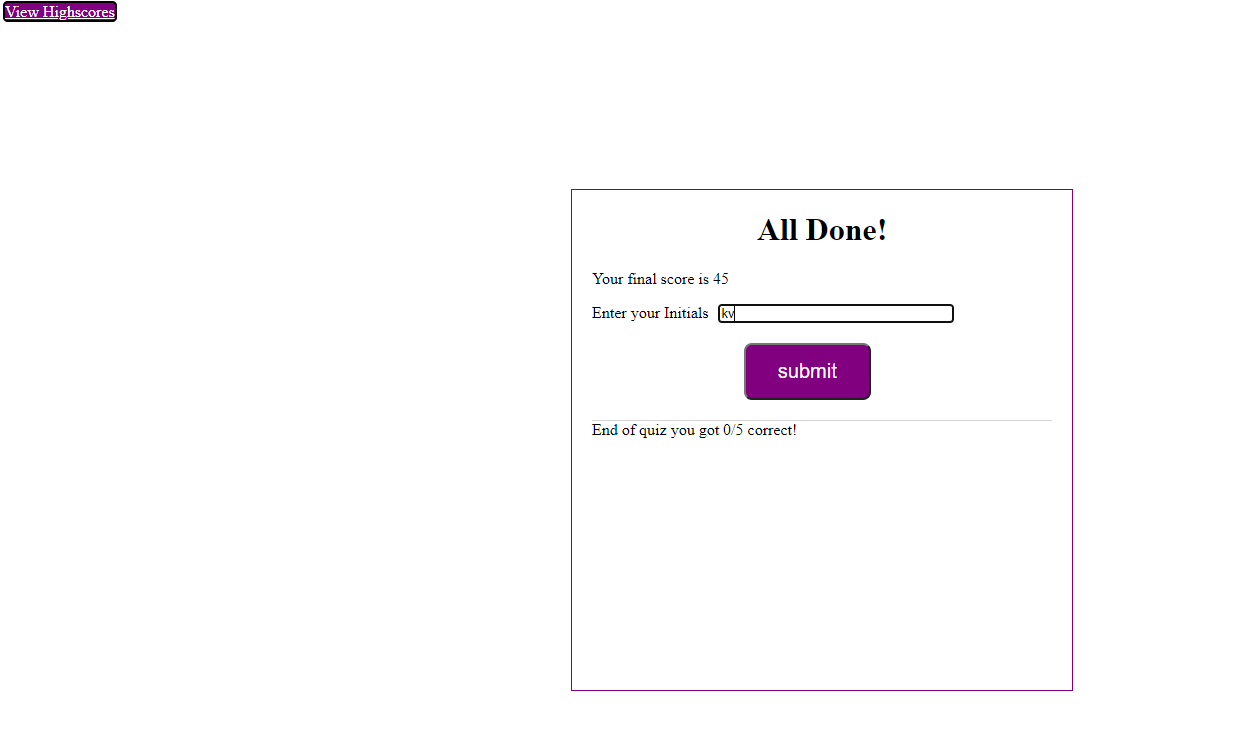 View Highscores
All Done!
Your final score is 45
Enter your Initials kv
submit
End of quiz you got 0/5 correct!